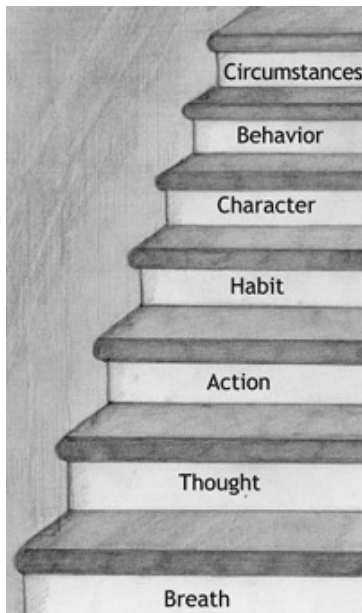 Circumstances
Behavior
Character
Habit
Action
Thought
Breath